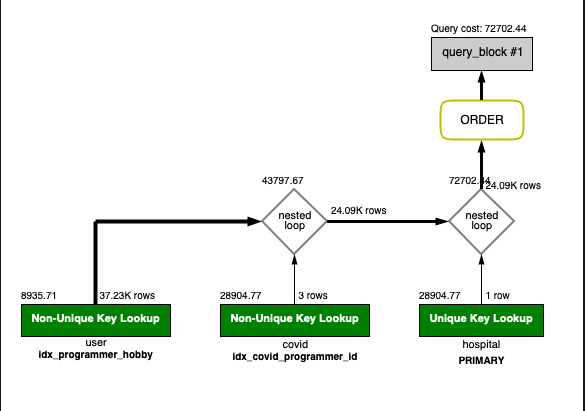 Query cost: 72702.44
query_block #1
ORDER
43797.67
72702.44
24.09K rows
nested
loop
24.09K rows
nested
loop
8935.71
37.23K rows
28904.77
3 rows
28904.77
1 row
Non-Unique Key Lookup
Non-Unique Key Lookup
Unique Key Lookup
user
covid
hospital
idx_programmer_hobby
idx_covid_programmer_id
PRIMARY